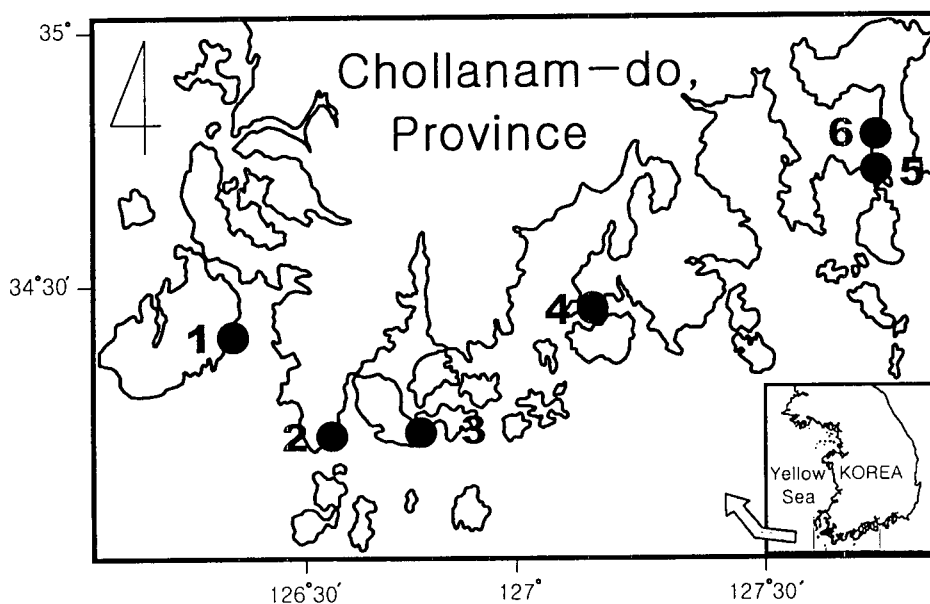 35°
Chollanam-do,
Province
6
5
34°30′
4
1
2
3
Yellow KOREA
Sea
126°30′
127°
127°30′